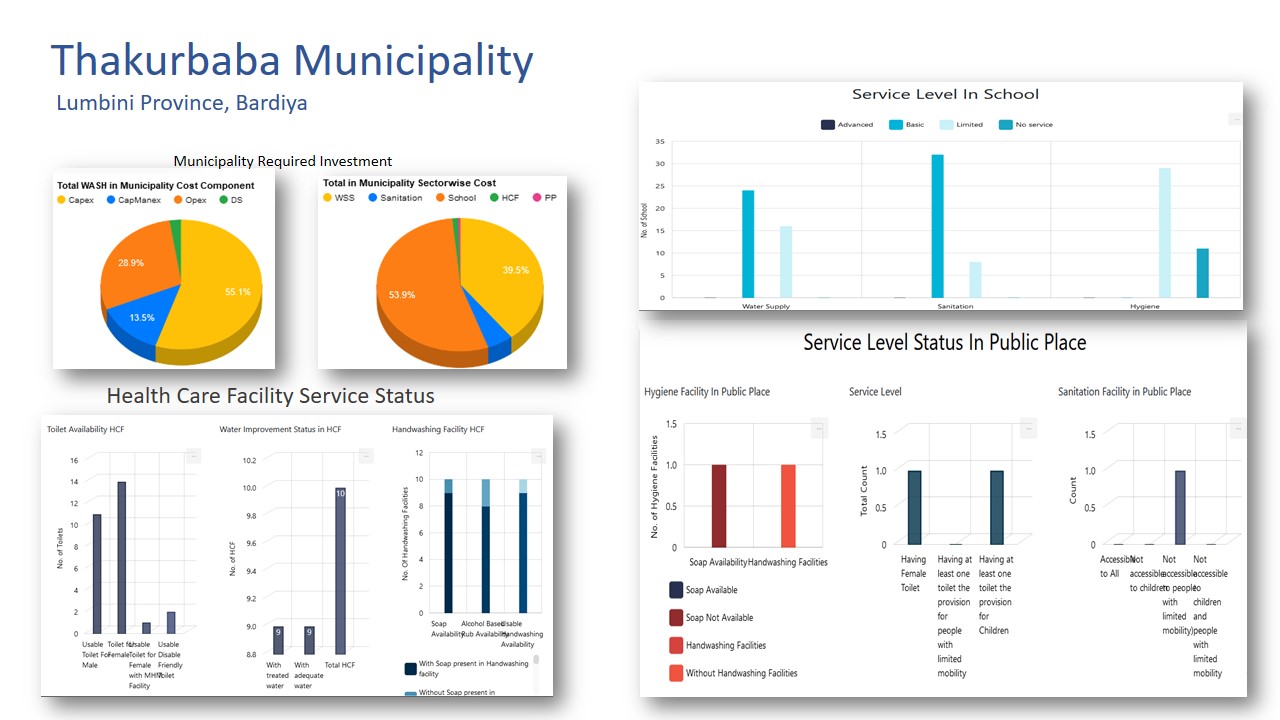 Thakurbaba Municipality
Lumbini Province, Bardiya
Municipality Required Investment
Total WASH in Municipality Cost Component
Capex CapManex Opex DS
28.9%
55.1%
13.5%
Total in Municipality Sectorwise Cost
WSS Sanitation School HCF PP
39.5%
53.9%
Health Care Facility Service Status
Toilet Availability HCF
16
14
12
10
8
6
4
2
0
No. of Toilets
Usable Toilet For Male
Toilet for Female
Usable Toilet for Female with MHM Facility
Usable Disable Friendly Toilet
Water Improvement Status in HCF
10.2
10.0
9.8
9.6
9.4
9.2
9.0
8.8
No. of HCF
9
9
10
With treated water
With adequate water
Total HCF
Handwashing Facility HCF
12
10
8
6
4
2
0
No. Of Handwashing Facilities
Soap Availability
Alcohol Based Rub Availability
Usable Handwashing Availability
With Soap present in Handwashing facility
Without Soap present in
Service Level In School
Advanced Basic Limited No service
35
30
25
20
15
10
5
0
No. of School
Water Supply
Sanitation
Hygiene
Service Level Status In Public Place
Hygiene Facility In Public Place
1.5
1.0
0.5
0
No. of Hygiene Facilities
Soap Availability
Handwashing Facilities
Soap Available
Soap Not Available
Handwashing Facilities
Without Handwashing Facilities
Service Level
1.5
1.0
0.5
0
Total Count
Having Female Toilet
Having at least one toilet the provision for people with limited mobility
Having at least one toilet the provision for Children
Sanitation Facility in Public Place
1.5
1.0
0.5
0
Count
Accessible to All
Not accessible to children
Not accessible to people with limited mobility)
Not accessible to children and people with limited mobility